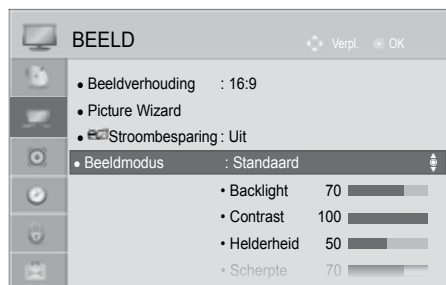 BEELD Verpl. OK
• Beeldverhouding : 16:9
• Picture Wizard
• Stroombesparing : Uit
• Beeldmodus : Standaard
• Backlight 70
• Contrast 100
• Helderheid 50
• Scherpte 70